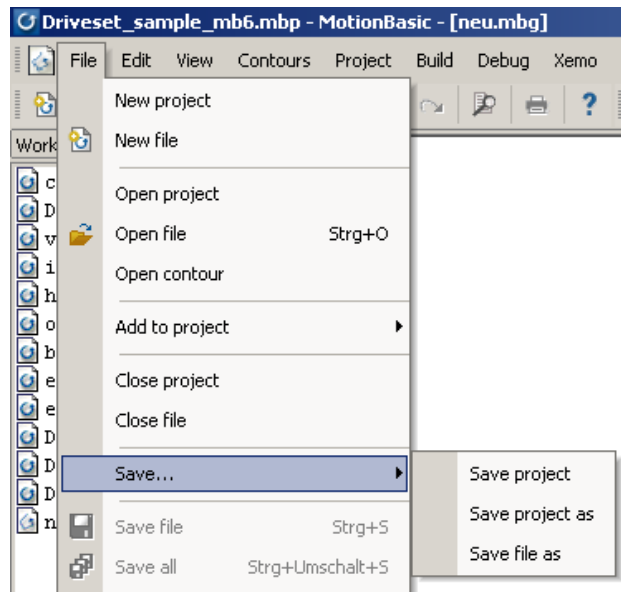 Driveset_sample_mb6.mbp - MotionBasic - [neu.mbg]
File Edit View Contours Project Build Debug Xemo
New project
Work
New file
c
D
Open project
v
Open file Strg+O
i
Open contour
h
o
Add to project
b
e
Close project
e
Close file
D
D
Save...
Save project
D
Save project as
n
Save file Strg+S
Save file as
Save all Strg+Umschalt+S